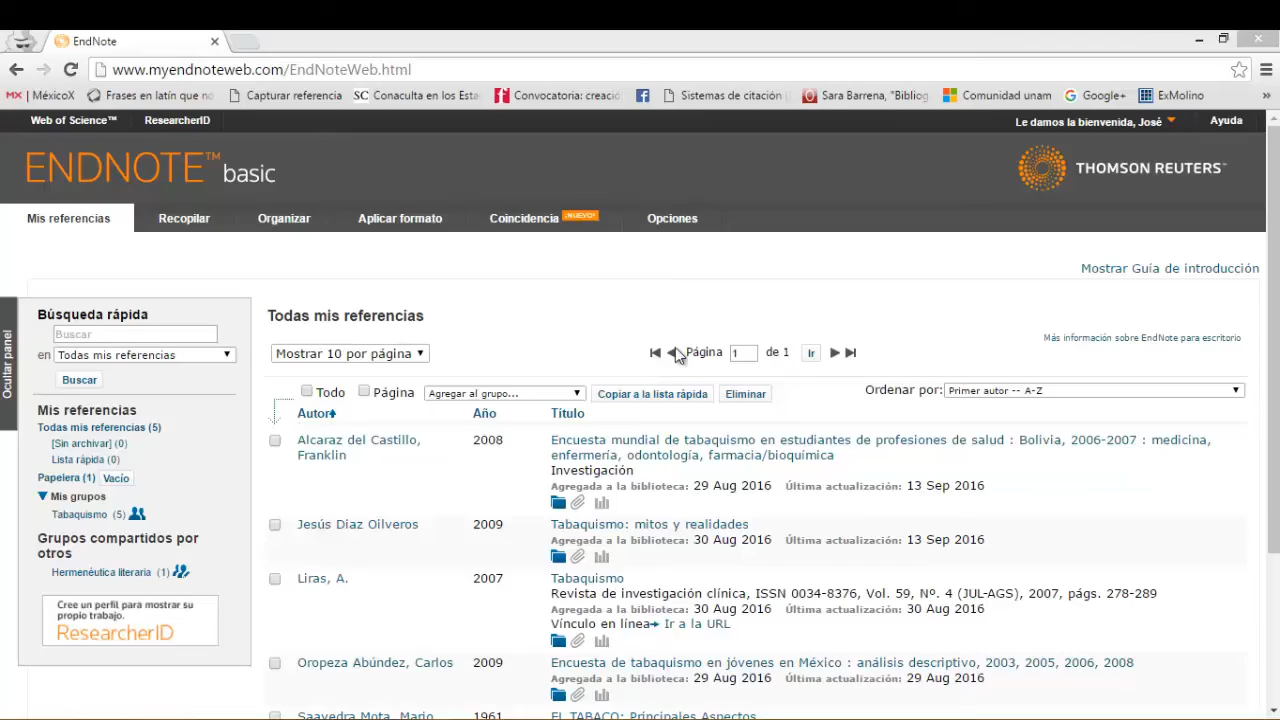 EndNote
www.myendnoteweb.com/EndNoteWeb.html
MX | MéxicoX Frases en latín que no Capturar referencia SC Conaculta en los Esta Convocatoria: creació Sistemas de citación Sara Barrena, "Bibliog Comunidad unam Google+ ExMolino »
Web of Science™ ResearcherID Le damos la bienvenida, José Ayuda
ENDNOTE™ basic THOMSON REUTERS™
Mis referencias Recopilar Organizar Aplicar formato Coincidencia ¡NUEVO! Opciones
Mostrar Guía de introducción
Ocultar panel
Búsqueda rápida
Buscar
en Todas mis referencias
Buscar
Mis referencias
Todas mis referencias (5)
[Sin archivar] (0)
Lista rápida (0)
Papelera (1) Vacío
Mis grupos
Tabaquismo (5)
Grupos compartidos por
otros
Hermenéutica literaria (1)
Cree un perfil para mostrar su
propio trabajo.
ResearcherID
Todas mis referencias
Más información sobre EndNote para escritorio
Mostrar 10 por página Página 1 de 1 Ir
Todo Página Agregar al grupo... Copiar a la lista rápida Eliminar Ordenar por: Primer autor -- A-Z
Autor Año Título
Alcaraz del Castillo, 2008 Encuesta mundial de tabaquismo en estudiantes de profesiones de salud : Bolivia, 2006-2007 : medicina,
Franklin enfermería, odontología, farmacia/bioquímica
Investigación
Agregada a la biblioteca: 29 Aug 2016 Última actualización: 13 Sep 2016
Jesús Díaz Oilveros 2009 Tabaquismo: mitos y realidades
Agregada a la biblioteca: 30 Aug 2016 Última actualización: 13 Sep 2016
Liras, A. 2007 Tabaquismo
Revista de investigación clínica, ISSN 0034-8376, Vol. 59, Nº. 4 (JUL-AGS), 2007, págs. 278-289
Agregada a la biblioteca: 30 Aug 2016 Última actualización: 30 Aug 2016
Vínculo en línea Ir a la URL
Oropeza Abúndez, Carlos 2009 Encuesta de tabaquismo en jóvenes en México : análisis descriptivo, 2003, 2005, 2006, 2008
Agregada a la biblioteca: 29 Aug 2016 Última actualización: 29 Aug 2016
Saavedra Mota, Mario 1961 EL TABACO: Principales Aspectos